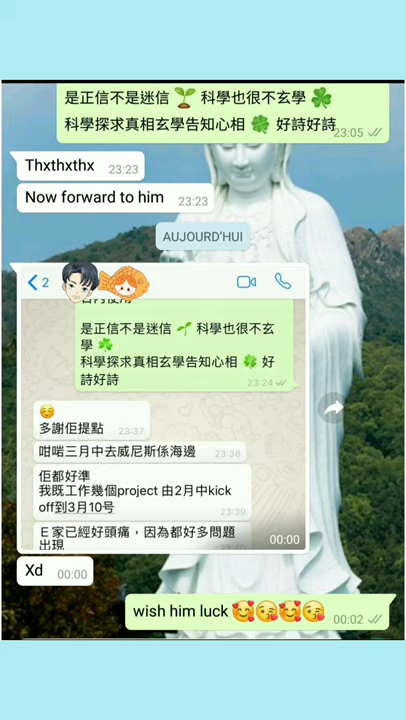 是正信不是迷信 🌱 科學也很不玄學 🍀
科學探求真相玄學告知心相 🍀 好詩好詩
23:05
Thxthxthx 23:23
Now forward to him 23:23
AUJOURD'HUI
2
是正信不是迷信 🌱 科學也很不玄
學 🍀
科學探求真相玄學告知心相 🍀 好
詩好詩
23:24
☺️
多謝佢提點 23:37
咁啱三月中去威尼斯係海邊 23:38
佢都好準
我既工作幾個project 由2月中kick
off到3月10号 23:39
E家已經好頭痛,因為都好多問題
出現
00:00
Xd 00:00
wish him luck 🥰😘🥰😘 00:02